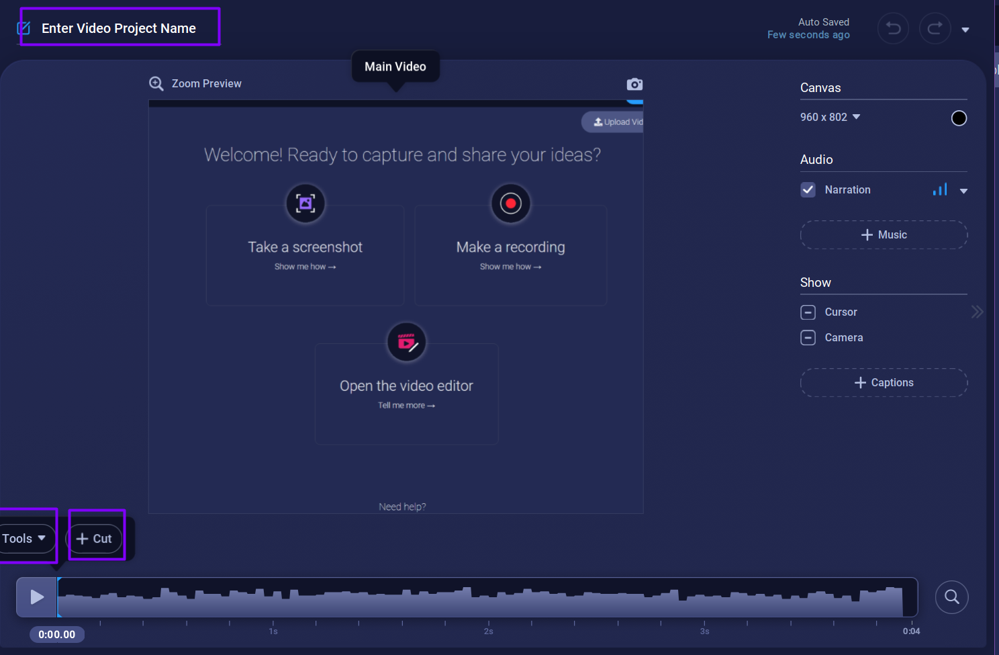 Enter Video Project Name
Auto Saved
Few seconds ago
Main Video
Zoom Preview
Upload Vid
Welcome! Ready to capture and share your ideas?
Take a screenshot
Show me how →
Make a recording
Show me how →
Open the video editor
Tell me more →
Need help?
Canvas
960 x 802
Audio
Narration
+ Music
Show
Cursor
Camera
+ Captions
Tools
+ Cut
0:00.00
1s
2s
3s
0:04